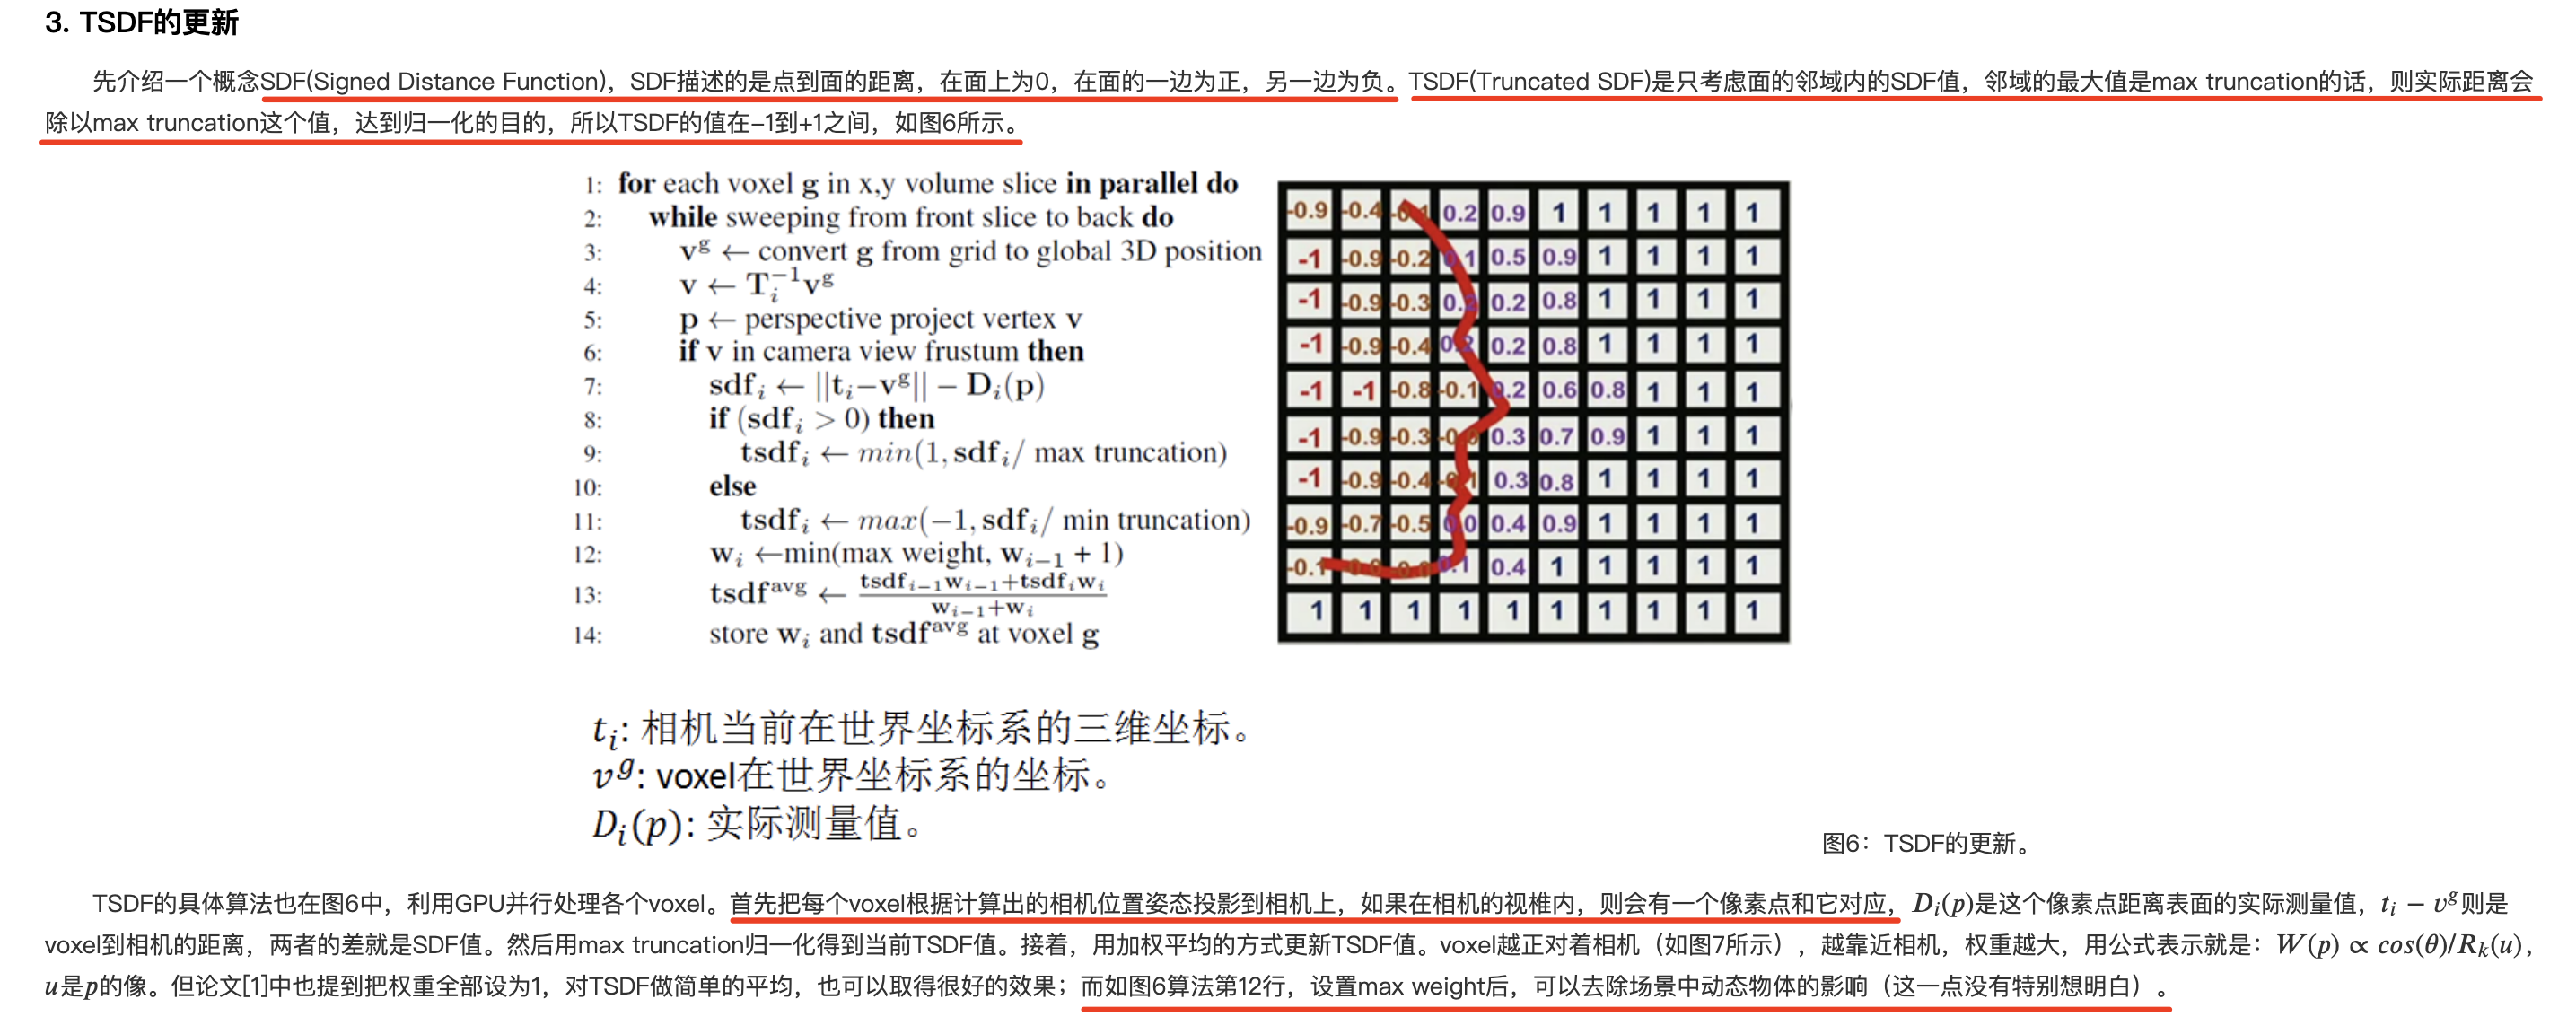 3. TSDF的更新
先介绍一个概念SDF(Signed Distance Function)，SDF描述的是点到面的距离，在面上为0，在面的一边为正，另一边为负。TSDF(Truncated SDF)是只考虑面的邻域内的SDF值，邻域的最大值是max truncation的话，则实际距离会
除以max truncation这个值，达到归一化的目的，所以TSDF的值在–1到+1之间，如图6所示。
1: for each voxel g in x,y volume slice in parallel do
2: while sweeping from front slice to back do
3: v^g ← convert g from grid to global 3D position
4: v ← T_i^{−1}v^g
5: p ← perspective project vertex v
6: if v in camera view frustum then
7: sdf_i ← ||t_i−v^g|| − D_i(p)
8: if (sdf_i > 0) then
9: tsdf_i ← min(1, sdf_i/ max truncation)
10: else
11: tsdf_i ← max(−1, sdf_i/ min truncation)
12: w_i ←min(max weight, w_{i−1} + 1)
13: tsdf^avg ← (tsdf_{i−1}w_{i−1}+tsdf_iw_i)/(w_{i−1}+w_i)
14: store w_i and tsdf^avg at voxel g
-0.9 -0.4 0.2 0.9 1 1 1 1 1
-1 -0.9 -0.2 0.5 0.9 1 1 1 1
-1 -0.9 -0.3 0.2 0.8 1 1 1 1
-1 -0.9 -0.4 0.2 0.8 1 1 1 1
-1 -1 -0.8 -0.1 0.6 0.8 1 1 1
-1 -0.9 -0.3 0.3 0.7 0.9 1 1 1
-1 -0.9 -0.4 0.3 0.8 1 1 1 1
-0.9 -0.7 -0.5 0.4 0.9 1 1 1 1
0.4 1 1 1 1 1
1 1 1 1 1 1 1 1 1 1
t_i: 相机当前在世界坐标系的三维坐标。
v^g: voxel在世界坐标系的坐标。
D_i(p): 实际测量值。
图6：TSDF的更新。
TSDF的具体算法也在图6中，利用GPU并行处理各个voxel。首先把每个voxel根据计算出的相机位置姿态投影到相机上，如果在相机的视椎内，则会有一个像素点和它对应，D_i(p)是这个像素点距离表面的实际测量值，t_i − v^g则是
voxel到相机的距离，两者的差就是SDF值。然后用max truncation归一化得到当前TSDF值。接着，用加权平均的方式更新TSDF值。voxel越正对着相机（如图7所示），越靠近相机，权重越大，用公式表示就是：W(p) ∝ cos(θ)/R_k(u)，
u是p的像。但论文[1]中也提到把权重全部设为1，对TSDF做简单的平均，也可以取得很好的效果；而如图6算法第12行，设置max weight后，可以去除场景中动态物体的影响（这一点没有特别想明白）。